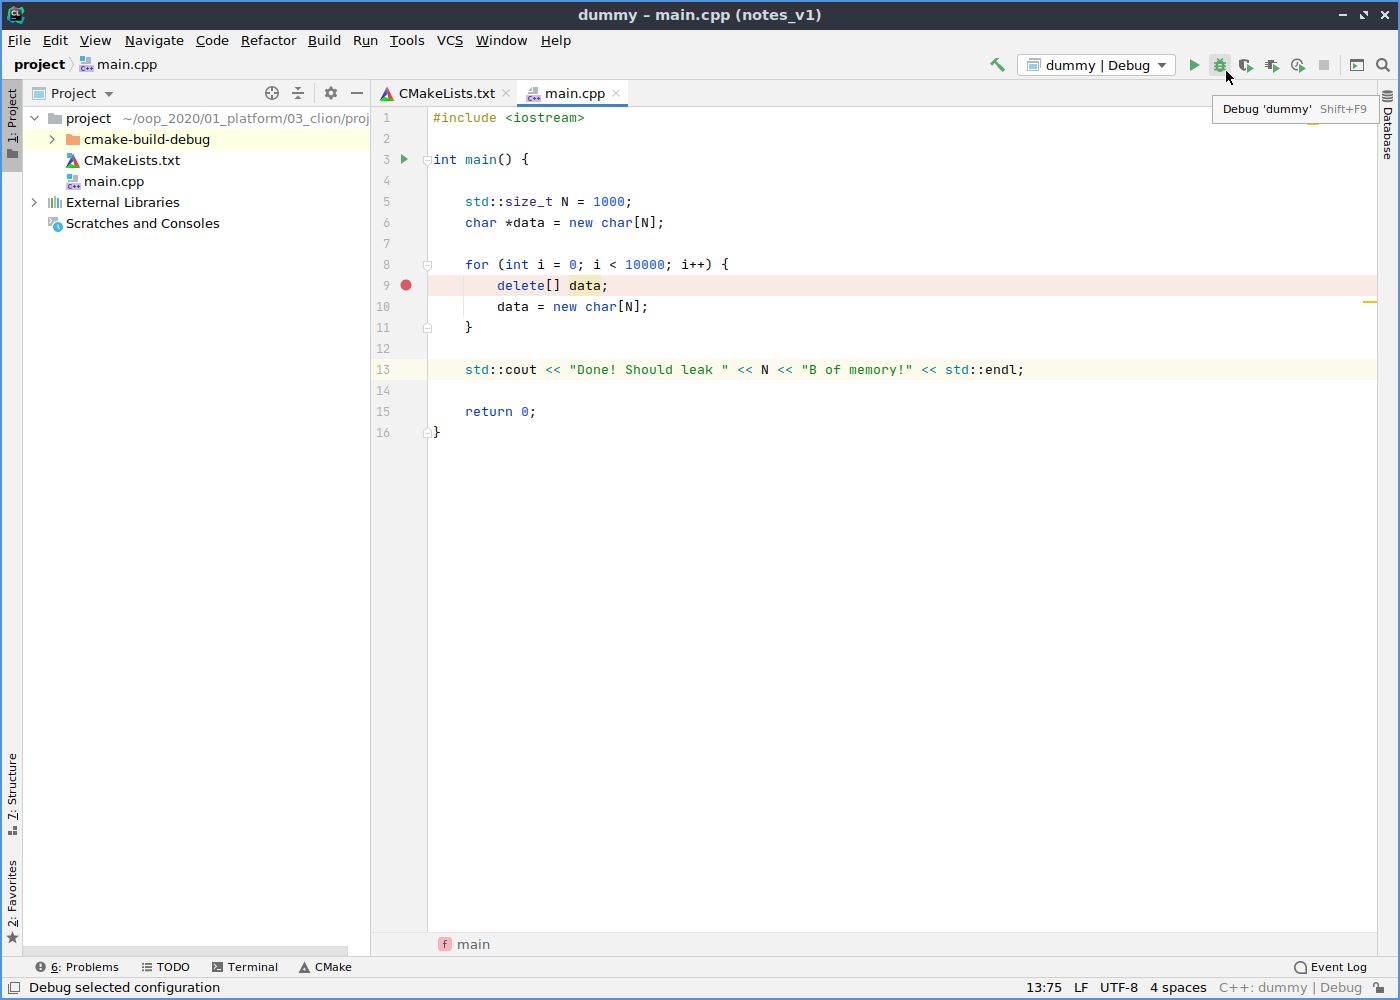 dummy – main.cpp (notes_v1)
File Edit View Navigate Code Refactor Build Run Tools VCS Window Help
project main.cpp dummy | Debug
1: Project
Project
CMakeLists.txt main.cpp
Debug 'dummy' Shift+F9
Database
project ~/oop_2020/01_platform/03_clion/proj
cmake-build-debug
CMakeLists.txt
main.cpp
External Libraries
Scratches and Consoles
1 #include <iostream>
2
3 int main() {
4
5 std::size_t N = 1000;
6 char *data = new char[N];
7
8 for (int i = 0; i < 10000; i++) {
9 delete[] data;
10 data = new char[N];
11 }
12
13 std::cout << "Done! Should leak " << N << "B of memory!" << std::endl;
14
15 return 0;
16 }
7: Structure
2: Favorites
f main
6: Problems TODO Terminal CMake Event Log
Debug selected configuration 13:75 LF UTF-8 4 spaces C++: dummy | Debug